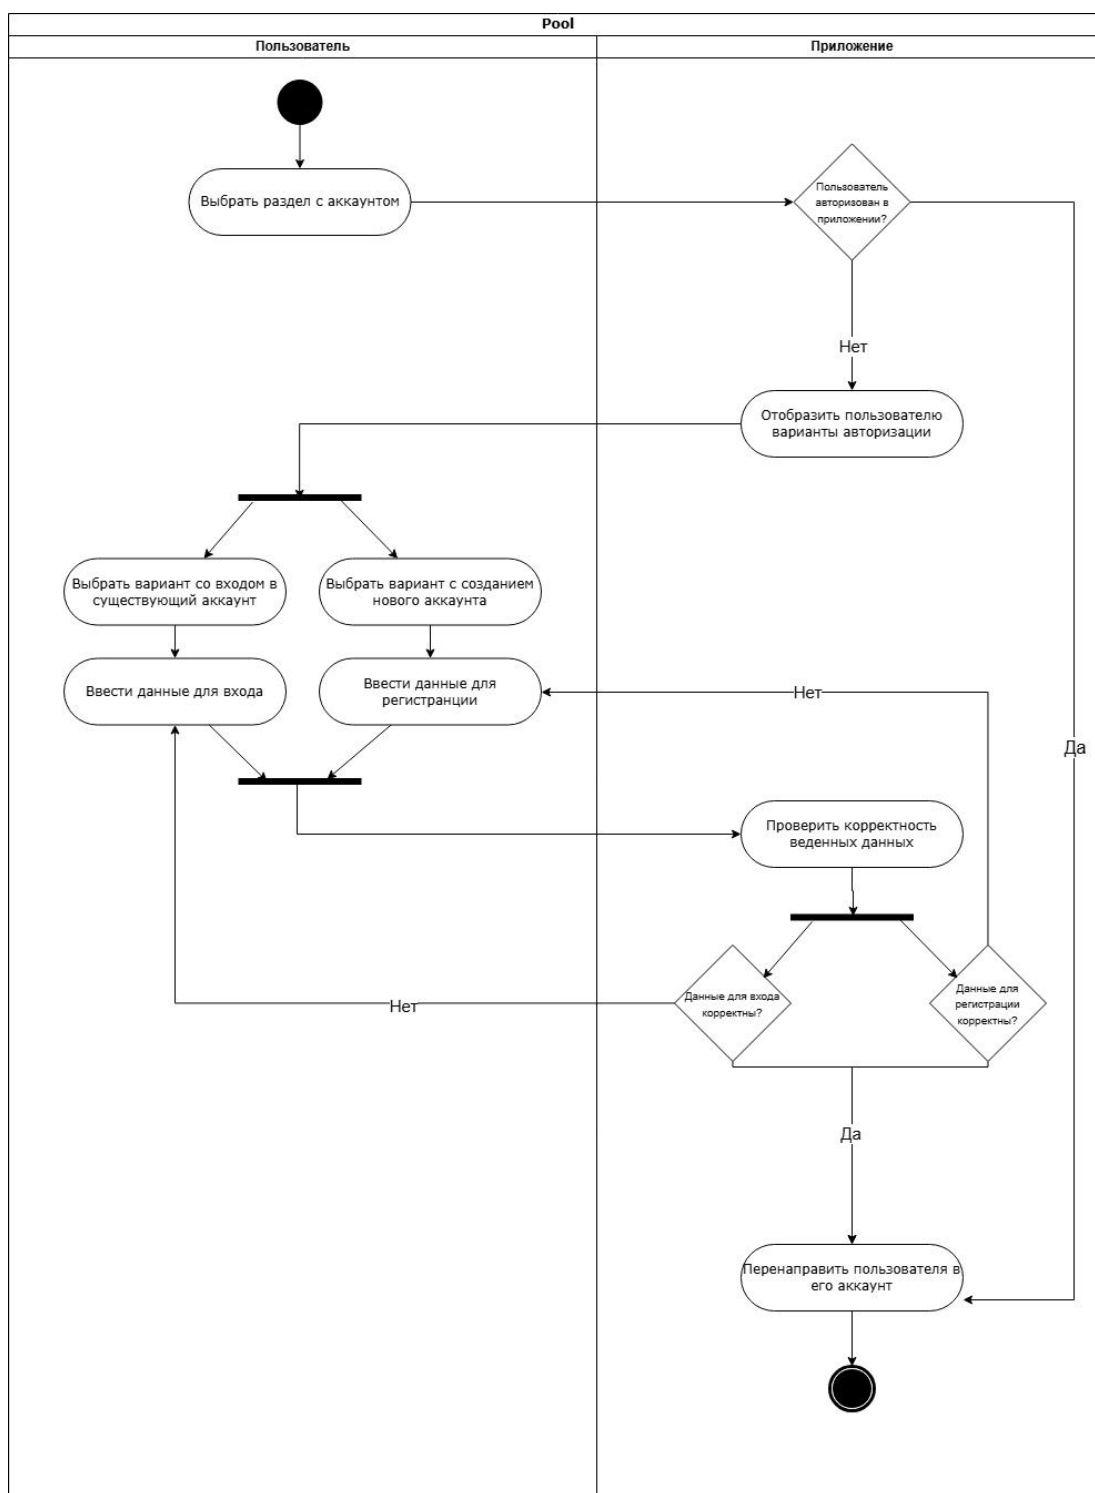 Pool
Пользователь
Приложение
Выбрать раздел с аккаунтом
Пользователь
авторизован в
приложении?
Нет
Отобразить пользователю
варианты авторизации
Выбрать вариант со входом в
существующий аккаунт
Выбрать вариант с созданием
нового аккаунта
Ввести данные для входа
Ввести данные для
регистранции
Нет
Да
Проверить корректность
веденных данных
Данные для входа
корректны?
Данные для
регистрации
корректны?
Нет
Да
Перенаправить пользователя в
его аккаунт